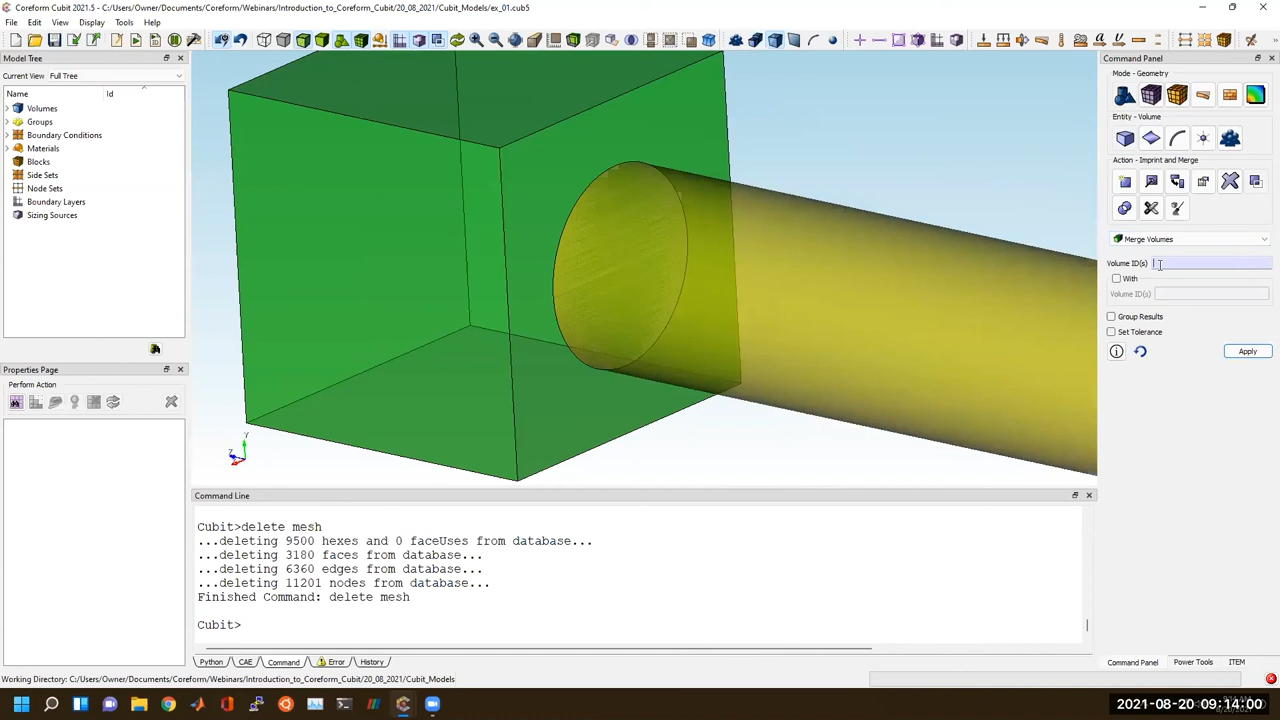 Coreform Cubit 2021.5 - C:/Users/Owner/Documents/Coreform/Webinars/Introduction_to_Coreform_Cubit/20_08_2021/Cubit_Models/ex_01.cub5
File Edit View Display Tools Help
Model Tree
Current View Full Tree
Name Id
Volumes
Groups
Boundary Conditions
Materials
Blocks
Side Sets
Node Sets
Boundary Layers
Sizing Sources
Properties Page
Perform Action
Y
Z
Command Line
Cubit>delete mesh
...deleting 9500 hexes and 0 faceUses from database...
...deleting 3180 faces from database...
...deleting 6360 edges from database...
...deleting 11201 nodes from database...
Finished Command: delete mesh
Cubit>
Python CAE Command Error History
Command Panel
Mode - Geometry
Entity - Volume
Action - Imprint and Merge
Merge Volumes
Volume ID(s)
With
Volume ID(s)
Group Results
Set Tolerance
Apply
Command Panel Power Tools ITEM
Working Directory: C:/Users/Owner/Documents/Coreform/Webinars/Introduction_to_Coreform_Cubit/20_08_2021/Cubit_Models
2021-08-20 09:14:00